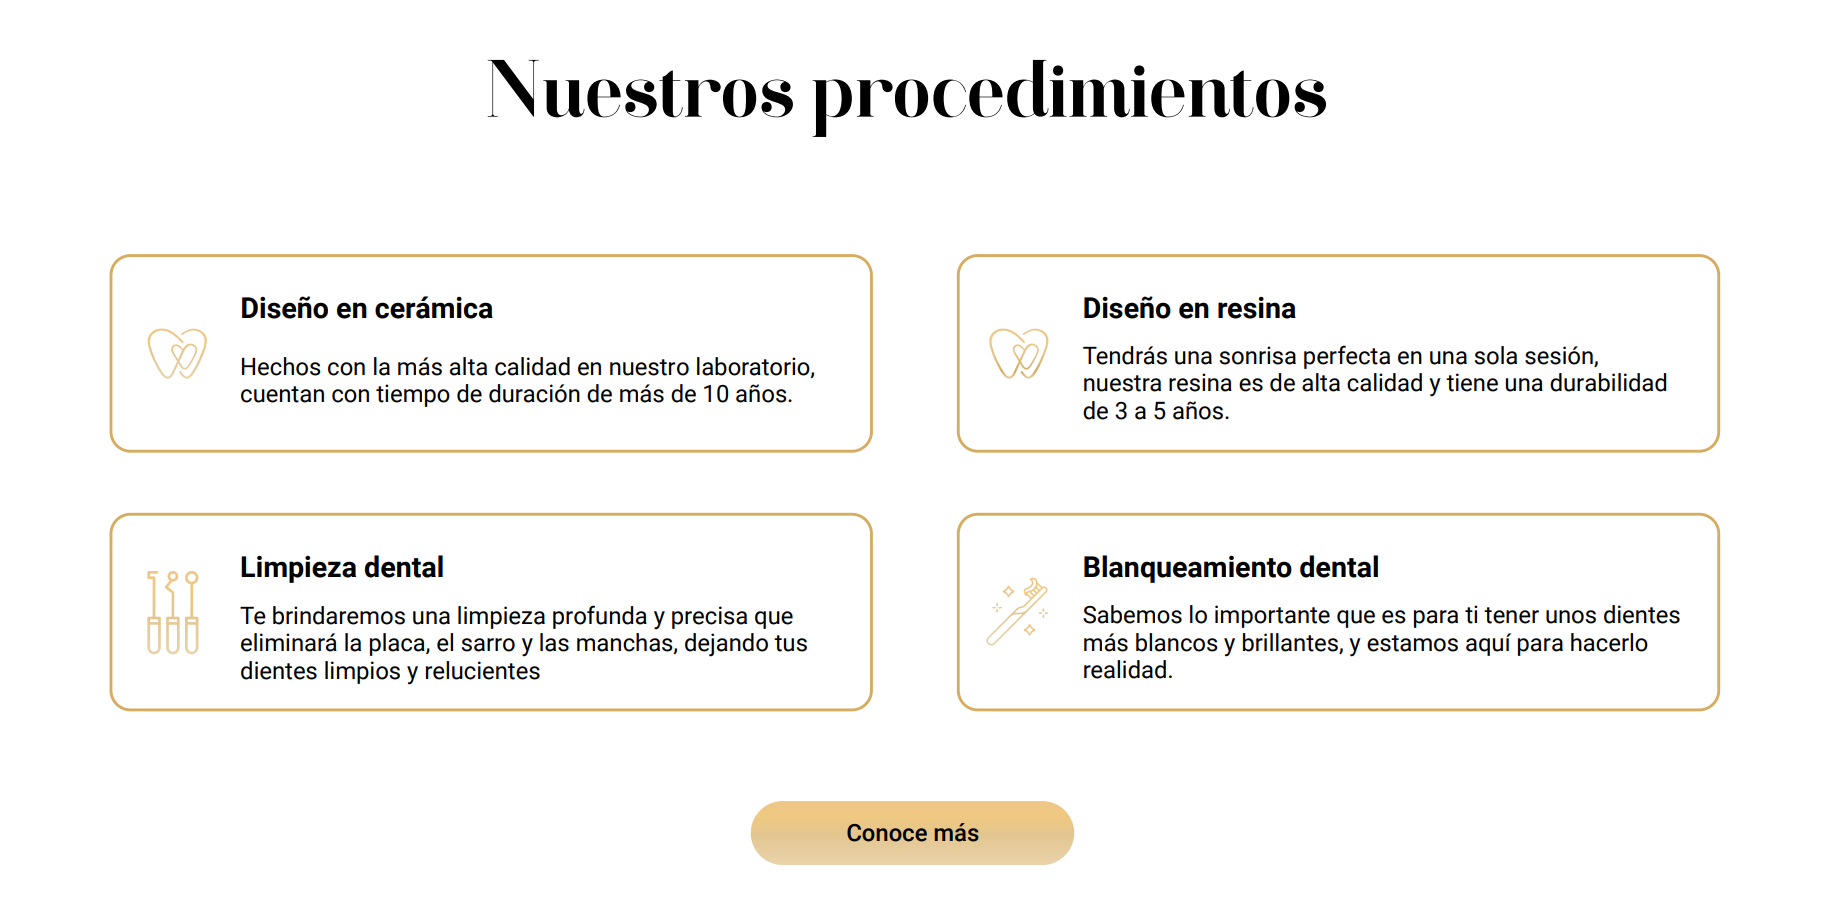 Nuestros procedimientos
Diseño en cerámica
Hechos con la más alta calidad en nuestro laboratorio,
cuentan con tiempo de duración de más de 10 años.
Diseño en resina
Tendrás una sonrisa perfecta en una sola sesión,
nuestra resina es de alta calidad y tiene una durabilidad
de 3 a 5 años.
Limpieza dental
Te brindaremos una limpieza profunda y precisa que
eliminará la placa, el sarro y las manchas, dejando tus
dientes limpios y relucientes
Blanqueamiento dental
Sabemos lo importante que es para ti tener unos dientes
más blancos y brillantes, y estamos aquí para hacerlo
realidad.
Conoce más